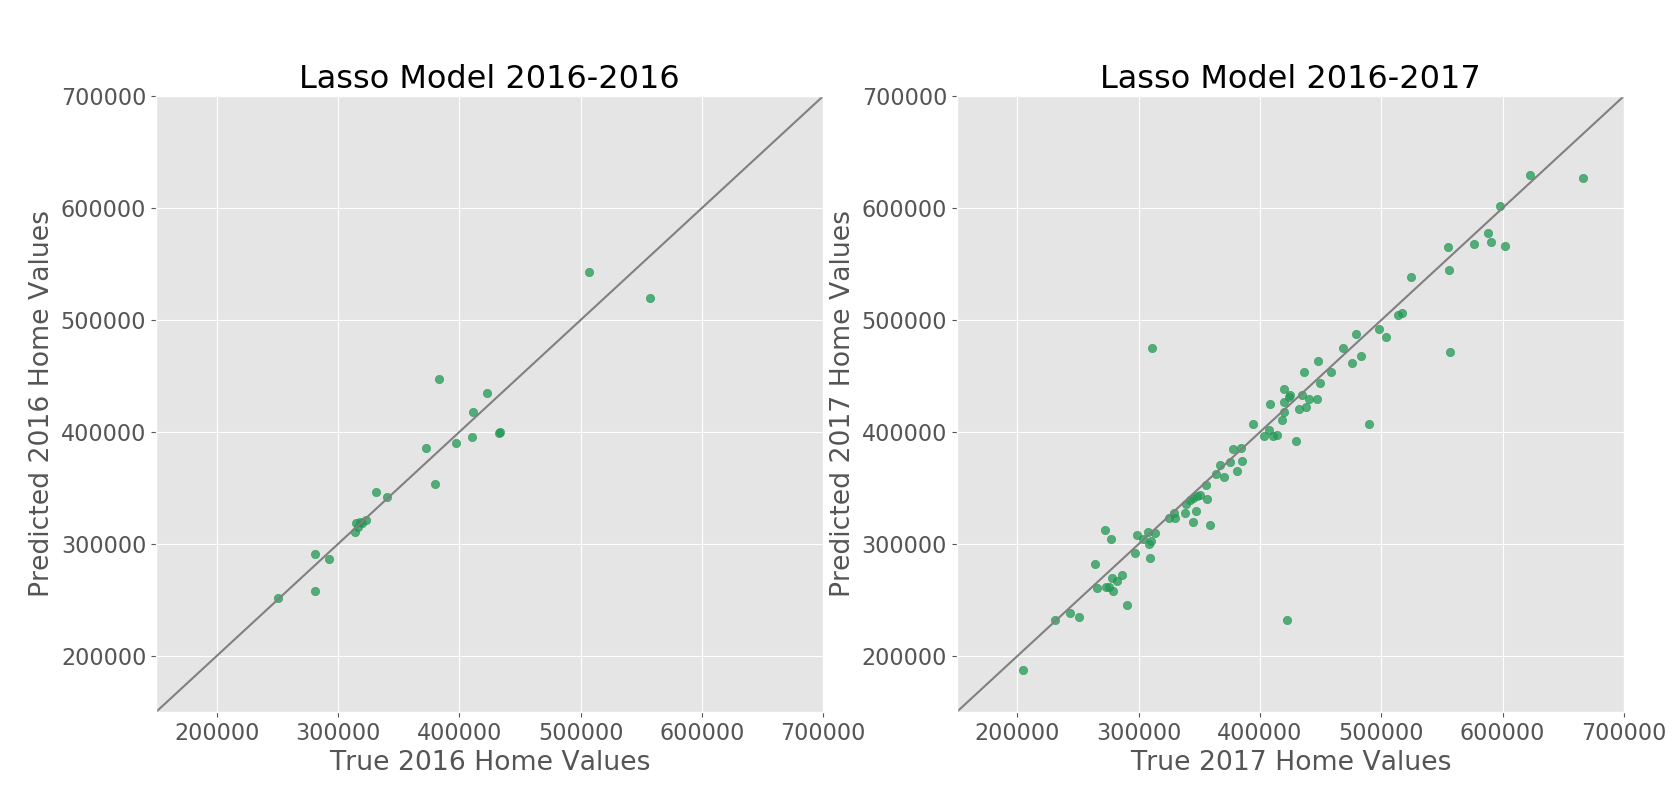 Lasso Model 2016-2016
Predicted 2016 Home Values
700000
600000
500000
400000
300000
200000
200000 300000 400000 500000 600000 700000
True 2016 Home Values
Lasso Model 2016-2017
Predicted 2017 Home Values
700000
600000
500000
400000
300000
200000
200000 300000 400000 500000 600000 700000
True 2017 Home Values